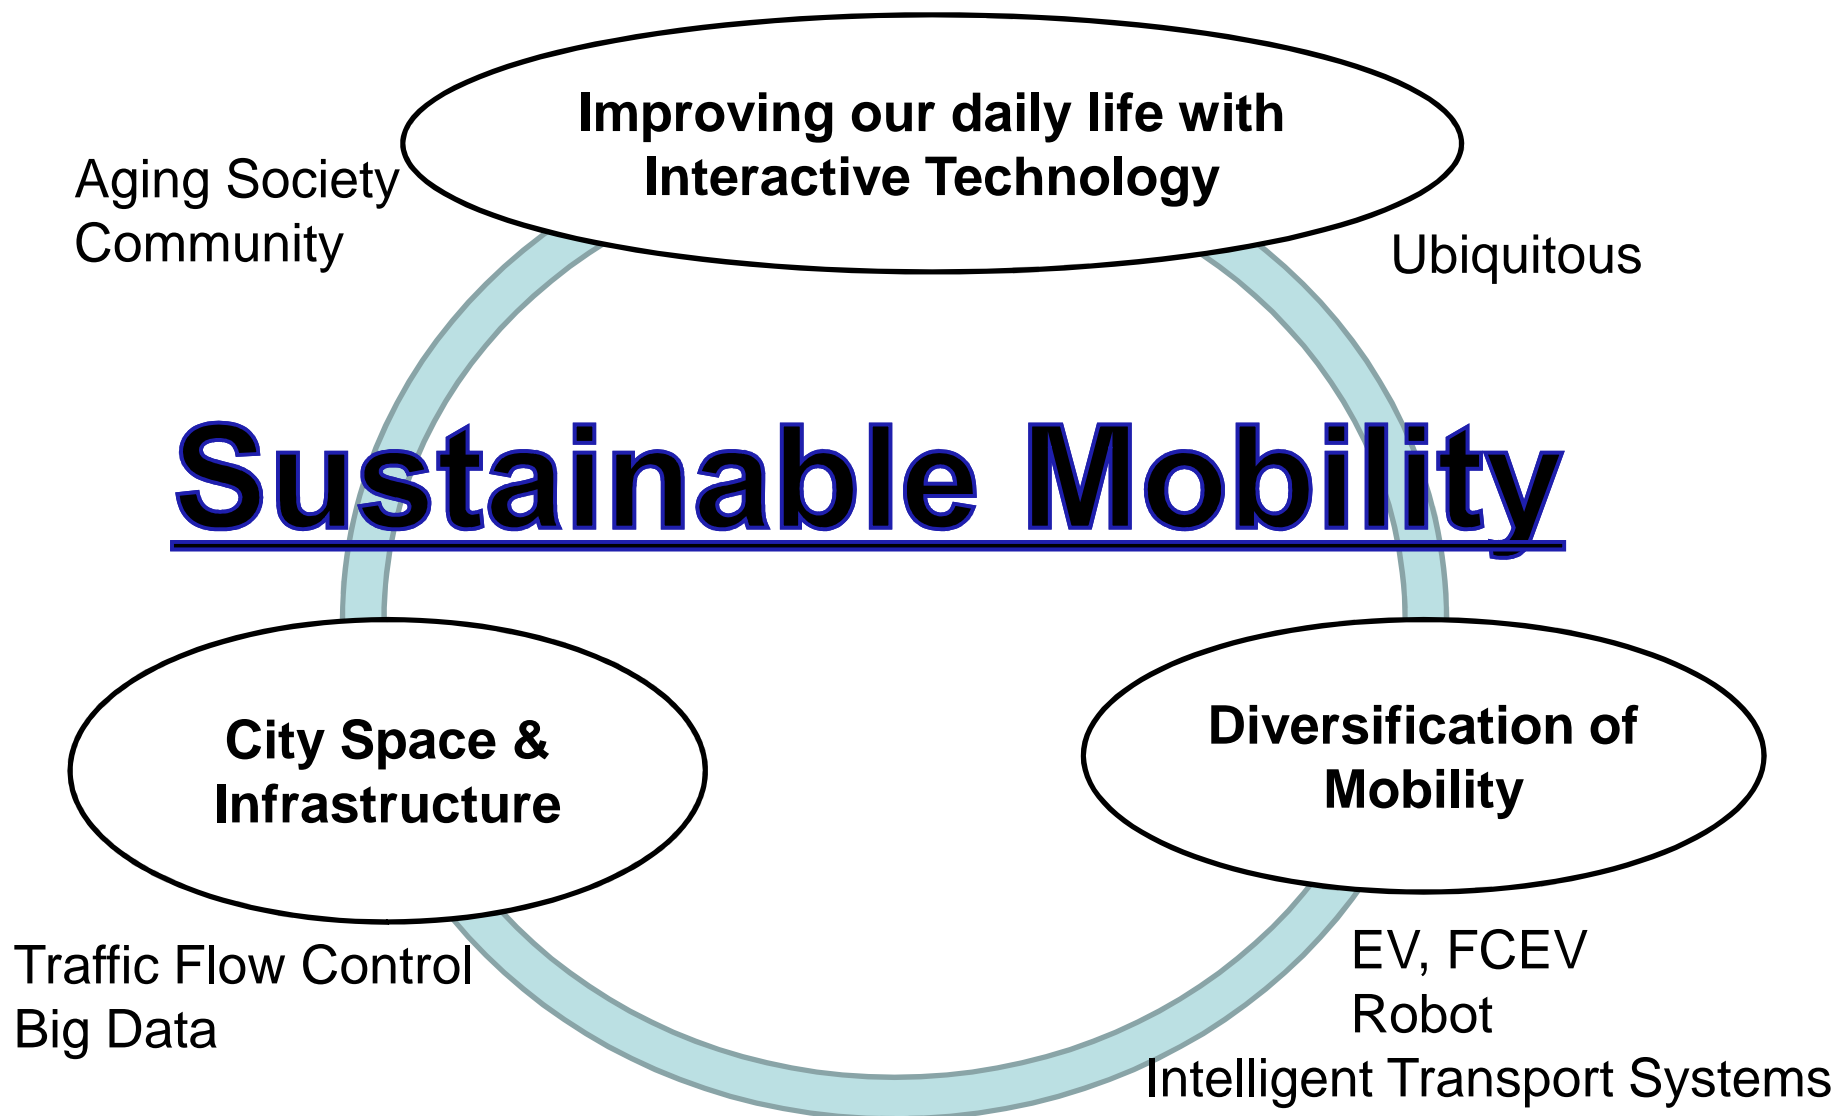 Improving our daily life with
Interactive Technology
Aging Society
Community
Ubiquitous
Sustainable Mobility
City Space &
Infrastructure
Diversification of
Mobility
Traffic Flow Control
Big Data
EV, FCEV
Robot
Intelligent Transport Systems